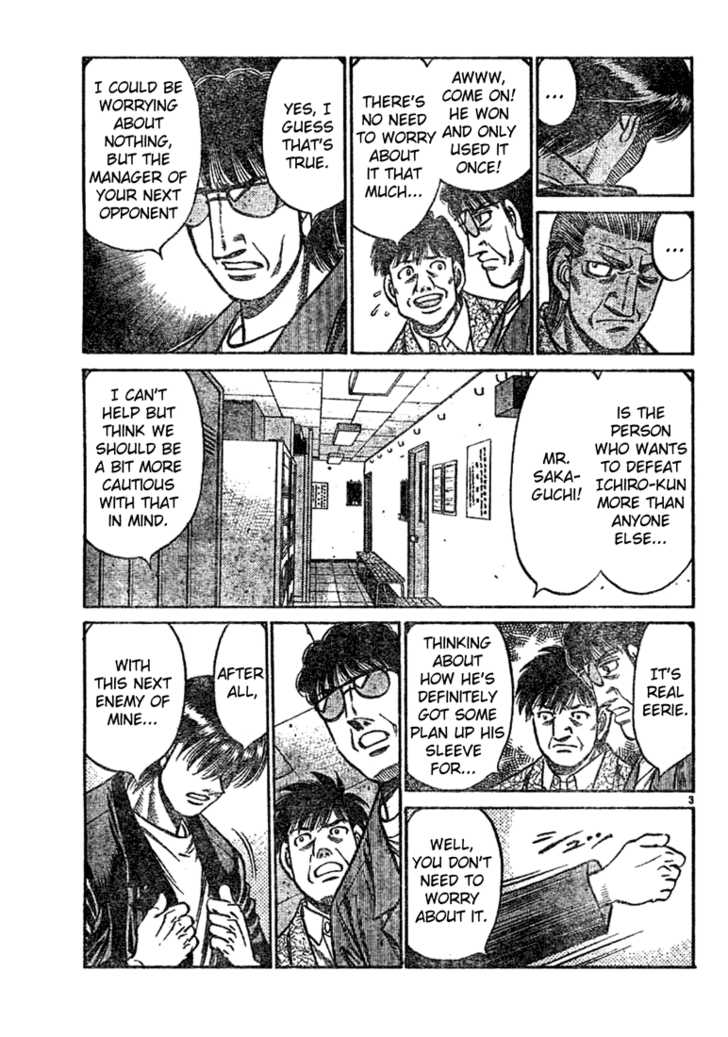 ...
...
AWWW,
COME ON!
HE WON
AND ONLY
USED IT
ONCE!
THERE'S
NO NEED
TO WORRY
ABOUT
IT THAT
MUCH...
YES, I
GUESS
THAT'S
TRUE.
I COULD BE
WORRYING
ABOUT
NOTHING,
BUT THE
MANAGER OF
YOUR NEXT
OPPONENT
IS THE
PERSON
WHO WANTS
TO DEFEAT
ICHIRO-KUN
MORE THAN
ANYONE
ELSE...
MR.
SAKA-
GUCHI!
I CAN'T
HELP BUT
THINK WE
SHOULD BE
A BIT MORE
CAUTIOUS
WITH THAT
IN MIND.
IT'S
REAL
EERIE.
THINKING
ABOUT
HOW HE'S
DEFINITELY
GOT SOME
PLAN UP HIS
SLEEVE
FOR...
3
WELL,
YOU DON'T
NEED TO
WORRY
ABOUT IT.
AFTER
ALL,
WITH
THIS NEXT
ENEMY OF
MINE...